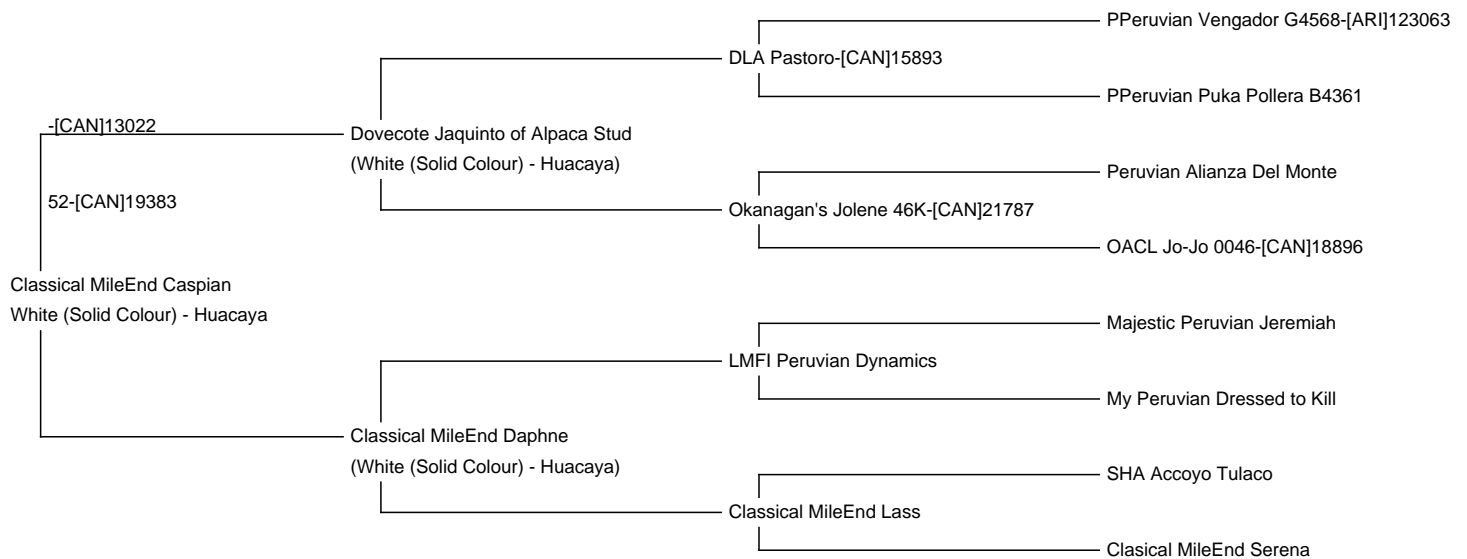 PPeruvian Vengador G4568-[ARI]123063
DLA Pastoro-[CAN]15893
PPeruvian Puka Pollera B4361
-[CAN]13022
Dovecote Jaquinto of Alpaca Stud
(White (Solid Colour) - Huacaya)
Peruvian Alianza Del Monte
52-[CAN]19383
Okanagan's Jolene 46K-[CAN]21787
OACL Jo-Jo 0046-[CAN]18896
Classical MileEnd Caspian
White (Solid Colour) - Huacaya
Majestic Peruvian Jeremiah
LMFI Peruvian Dynamics
My Peruvian Dressed to Kill
Classical MileEnd Daphne
(White (Solid Colour) - Huacaya)
SHA Accoyo Tulaco
Classical MileEnd Lass
Clasical MileEnd Serena